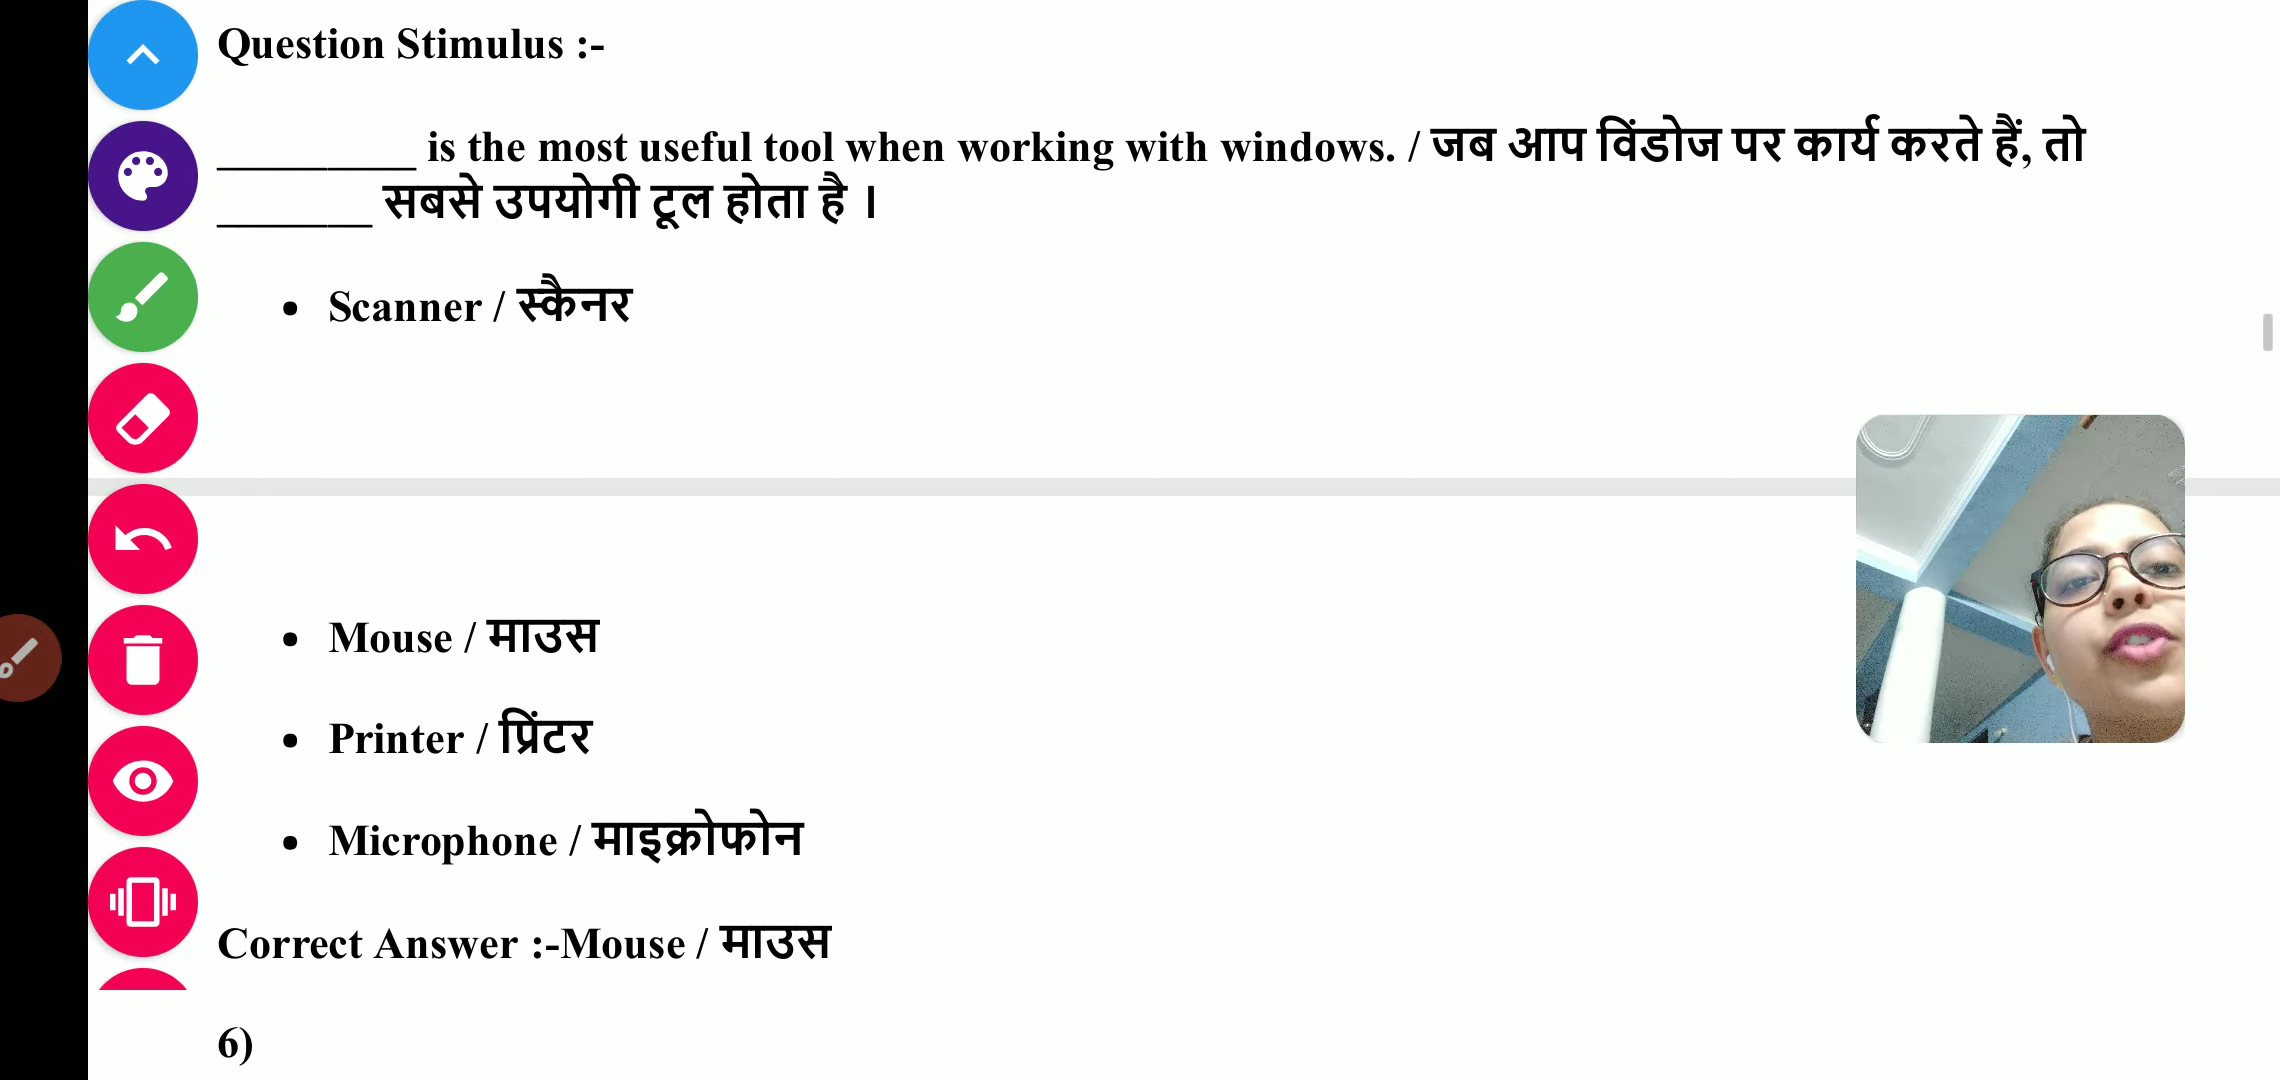 Question Stimulus :-
_________ is the most useful tool when working with windows. / जब आप विंडोज पर कार्य करते हैं, तो
_______ सबसे उपयोगी टूल होता है ।
• Scanner / स्कैनर
• Mouse / माउस
• Printer / प्रिंटर
• Microphone / माइक्रोफोन
Correct Answer :-Mouse / माउस
6)